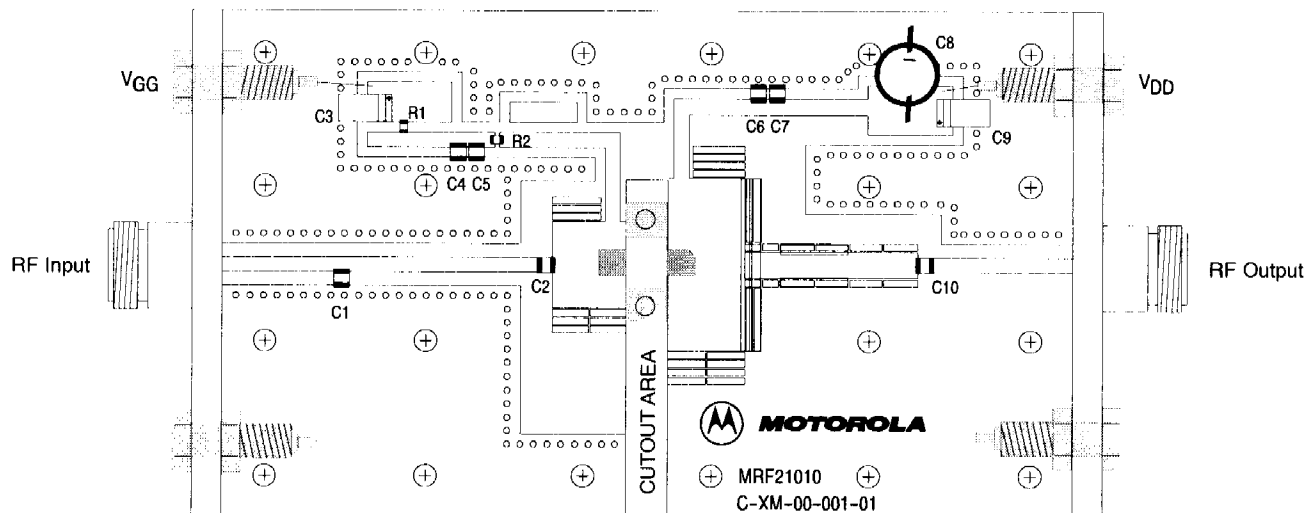 C8
VGG
VDD
C3
R1
C6 C7
C9
R2
C4 C5
RF Input
RF Output
C2
C10
C1
CUTOUT AREA
MOTOROLA
MRF21010
C-XM-00-001-01